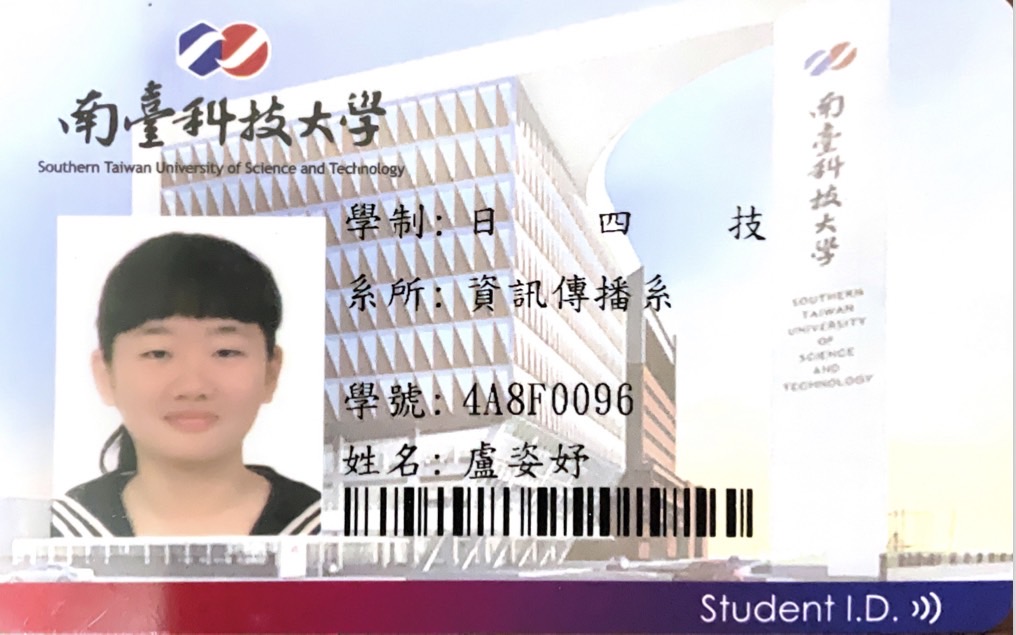 南臺科技大學
Southern Taiwan University of Science and Technology
學制：日 四 技
系所：資訊傳播系
學號：4A8F0096
姓名：盧姿妤
南臺科技大學
SOUTHERN
TAIWAN
UNIVERSITY
OF
SCIENCE
AND
TECHNOLOGY
Student I.D.